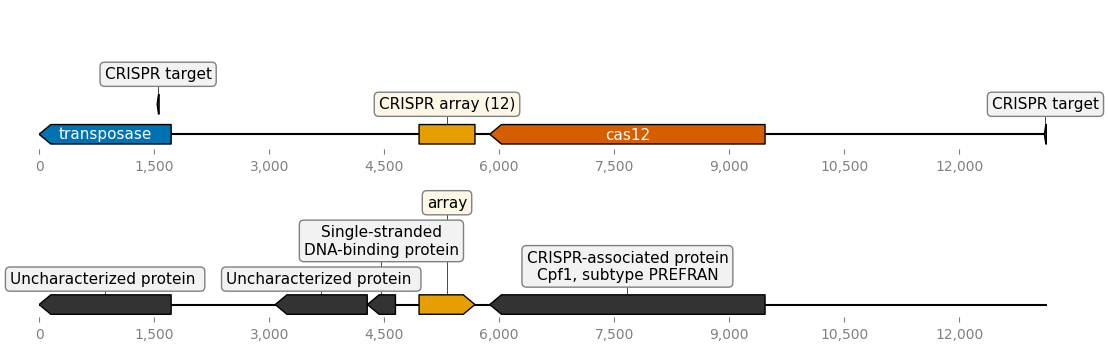 CRISPR target
CRISPR array (12)
CRISPR target
transposase
cas12
0 1,500 3,000 4,500 6,000 7,500 9,000 10,500 12,000
array
Single-stranded
DNA-binding protein
CRISPR-associated protein
Cpf1, subtype PREFRAN
Uncharacterized protein
Uncharacterized protein
0 1,500 3,000 4,500 6,000 7,500 9,000 10,500 12,000